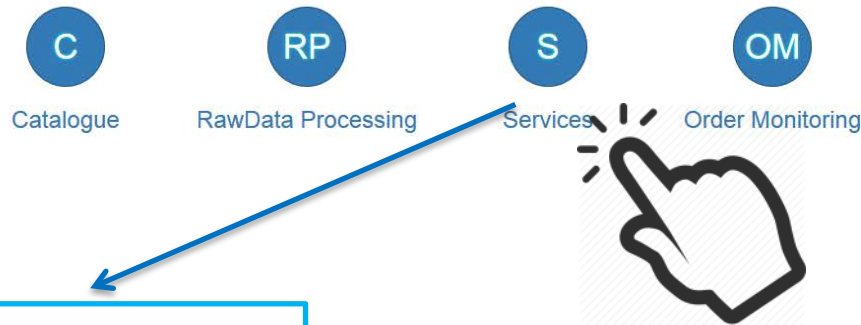 C RP S OM
Catalogue RawData Processing Services Order Monitoring